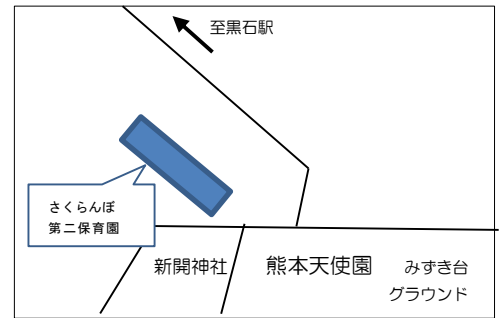 至黒石駅
さくらんぼ
第二保育園
新開神社
熊本天使園
みずき台
グラウンド